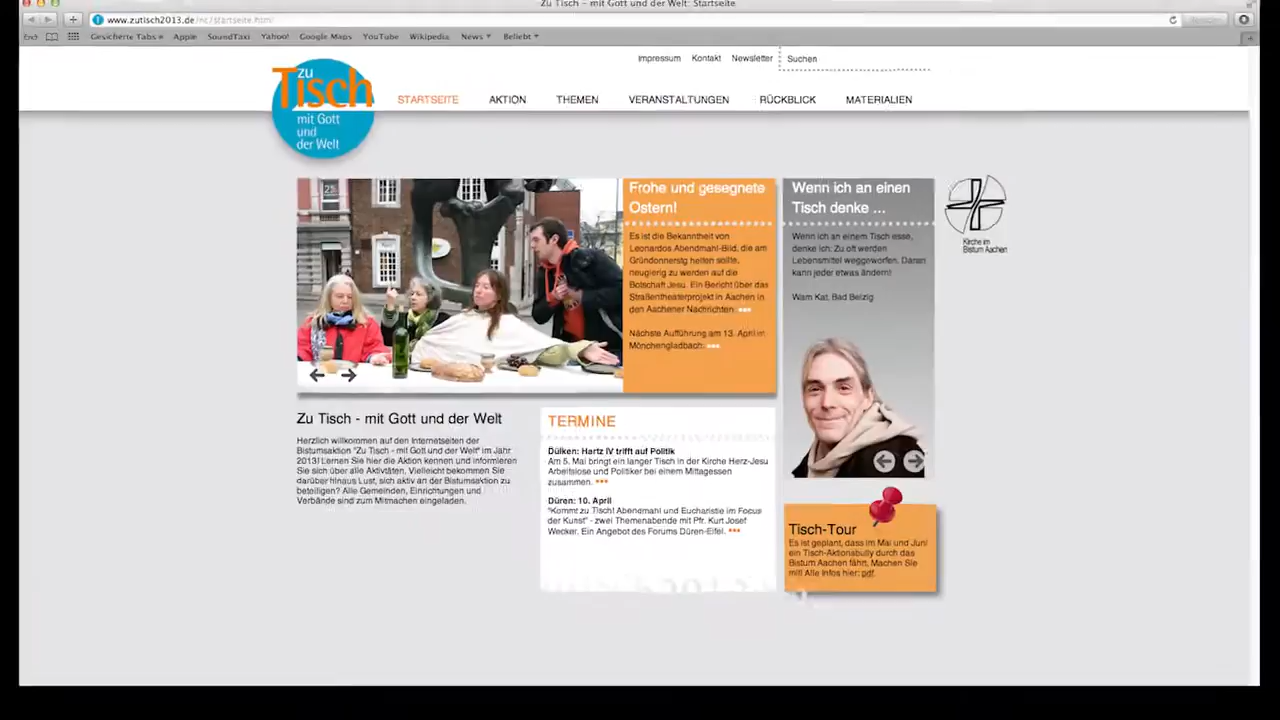 Zu Tisch – mit Gott und der Welt: Startseite
www.zutisch2013.de/nc/startseite.html
Gesicherte Tabs Apple SoundTaxi Yahoo! Google Maps YouTube Wikipedia News Beliebt
Impressum Kontakt Newsletter Suchen
zu
Tisch
mit Gott
und
der Welt
STARTSEITE AKTION THEMEN VERANSTALTUNGEN RÜCKBLICK MATERIALIEN
Frohe und gesegnete
Ostern!
Es ist die Bekanntheit von
Leonardos Abendmahl-Bild, die am
Gründonnerstg helfen sollte,
neugierig zu werden auf die
Botschaft Jesu. Ein Bericht über das
Straßentheaterprojekt in Aachen in
den Aachener Nachrichten.
Nächste Aufführung am 13. April in
Mönchengladbach:
Wenn ich an einen
Tisch denke ...
Wenn ich an einem Tisch esse,
denke ich: Zu oft werden
Lebensmittel weggeworfen. Daran
kann jeder etwas ändern!
Wam Kat, Bad Belzig
Kirche im
Bistum Aachen
Zu Tisch - mit Gott und der Welt
Herzlich willkommen auf den Internetseiten der
Bistumsaktion "Zu Tisch - mit Gott und der Welt" im Jahr
2013! Lernen Sie hier die Aktion kennen und informieren
Sie sich über alle Aktivitäten. Vielleicht bekommen Sie
darüber hinaus Lust, sich aktiv an der Bistumsaktion zu
beteiligen? Alle Gemeinden, Einrichtungen und
Verbände sind zum Mitmachen eingeladen.
TERMINE
Dülken: Hartz IV trifft auf Politik
Am 5. Mai bringt ein langer Tisch in der Kirche Herz-Jesu
Arbeitslose und Politiker bei einem Mittagessen
zusammen.
Düren: 10. April
"Kommt zu Tisch! Abendmahl und Eucharistie im Focus
der Kunst" - zwei Themenabende mit Pfr. Kurt Josef
Wecker. Ein Angebot des Forums Düren-Eifel.
Tisch-Tour
Es ist geplant, dass im Mai und Juni
ein Tisch-Aktionsbully durch das
Bistum Aachen fährt. Machen Sie
mit! Alle Infos hier: pdf.